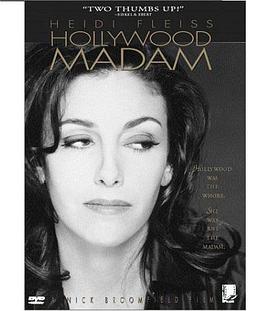 "TWO THUMBS UP!"
–SISKEL & EBERT
HEIDI FLEISS
HOLLYWOOD
MADAM
HOLLYWOOD
WAS
THE
WHORE.
SHE
WAS
JUST
THE
MADAM.
DVD
A NICK BROOMFIELD FILM